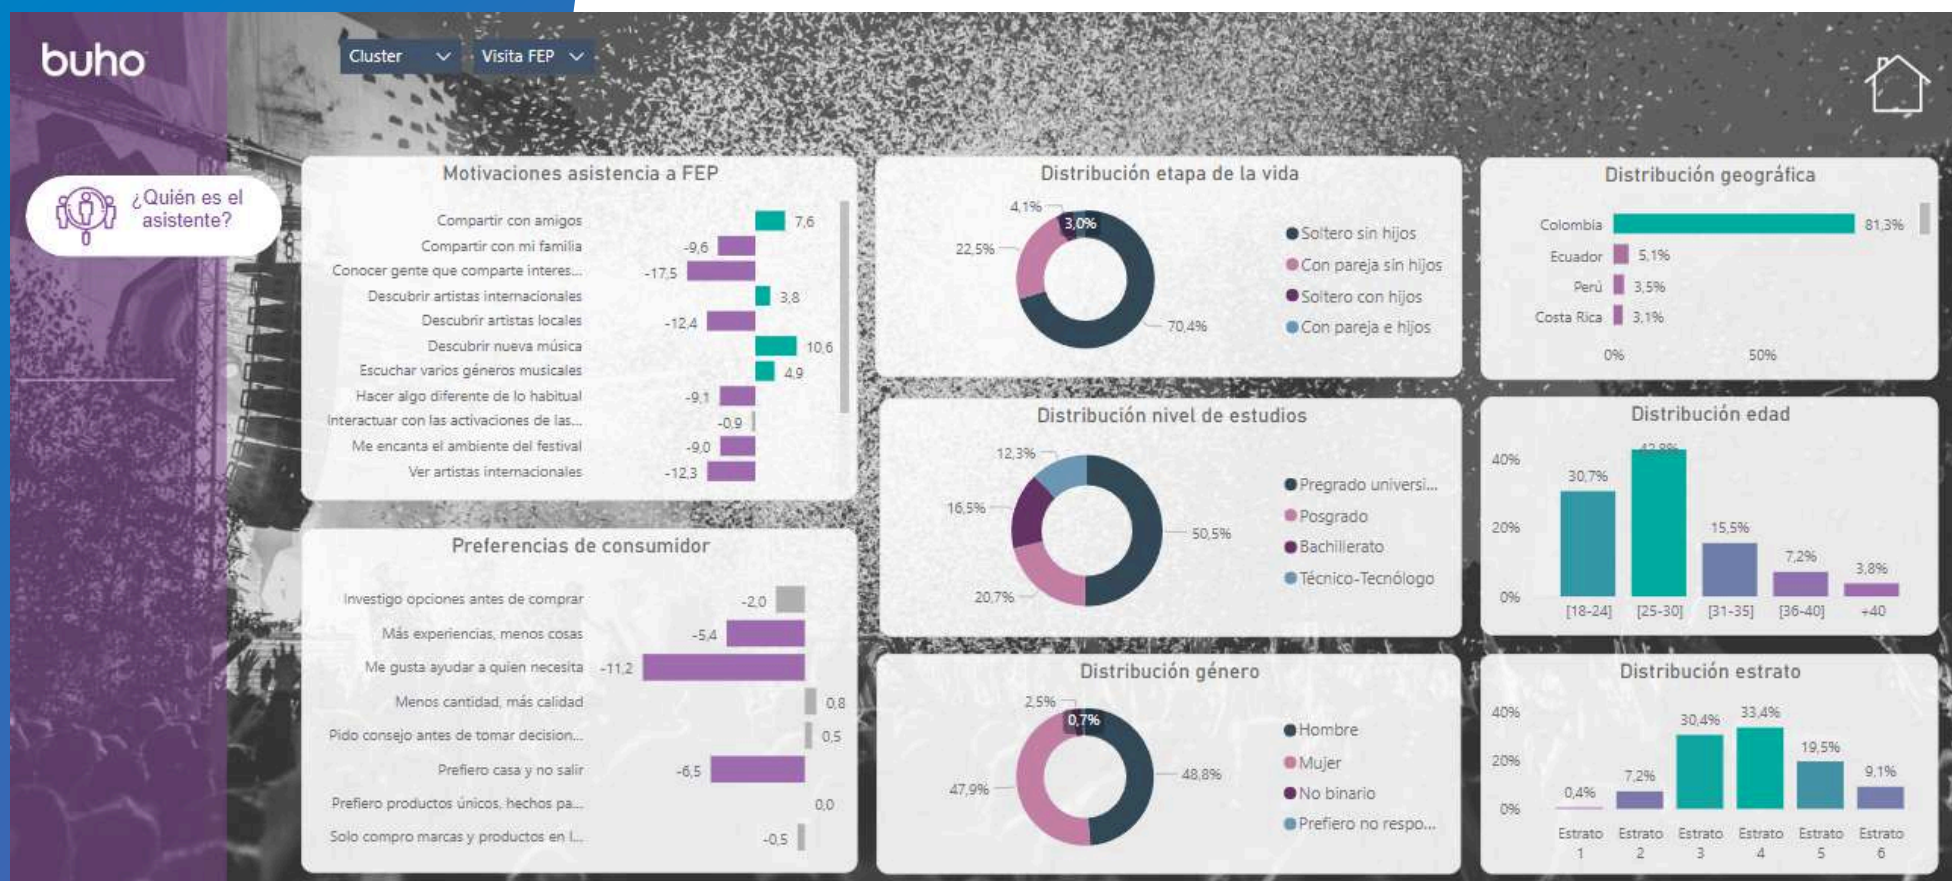 buho
Cluster
Visita FEP
¿Quién es el
asistente?
Motivaciones asistencia a FEP
Compartir con amigos 7,6
Compartir con mi familia -9,6
Conocer gente que comparte interes... -17,5
Descubrir artistas internacionales 3,8
Descubrir artistas locales -12,4
Descubrir nueva música 10,6
Escuchar varios géneros musicales 4,9
Hacer algo diferente de lo habitual -9,1
Interactuar con las activaciones de las... -0,9
Me encanta el ambiente del festival -9,0
Ver artistas internacionales -12,3
Preferencias de consumidor
Investigo opciones antes de comprar -2,0
Más experiencias, menos cosas -5,4
Me gusta ayudar a quien necesita -11,2
Menos cantidad, más calidad 0,8
Pido consejo antes de tomar decision... 0,5
Prefiero casa y no salir -6,5
Prefiero productos únicos, hechos pa... 0,0
Solo compro marcas y productos en l... -0,5
Distribución etapa de la vida
4,1%
3,0%
22,5%
70,4%
Soltero sin hijos
Con pareja sin hijos
Soltero con hijos
Con pareja e hijos
Distribución nivel de estudios
12,3%
16,5%
50,5%
20,7%
Pregrado universi...
Posgrado
Bachillerato
Técnico-Tecnólogo
Distribución género
2,5%
0,7%
47,9%
48,8%
Hombre
Mujer
No binario
Prefiero no respo...
Distribución geográfica
Colombia 81,3%
Ecuador 5,1%
Perú 3,5%
Costa Rica 3,1%
0% 50%
Distribución edad
40%
20%
0%
30,7%
42,8%
15,5%
7,2%
3,8%
[18-24] [25-30] [31-35] [36-40] +40
Distribución estrato
40%
20%
0%
0,4%
7,2%
30,4%
33,4%
19,5%
9,1%
Estrato Estrato Estrato Estrato Estrato Estrato
1 2 3 4 5 6